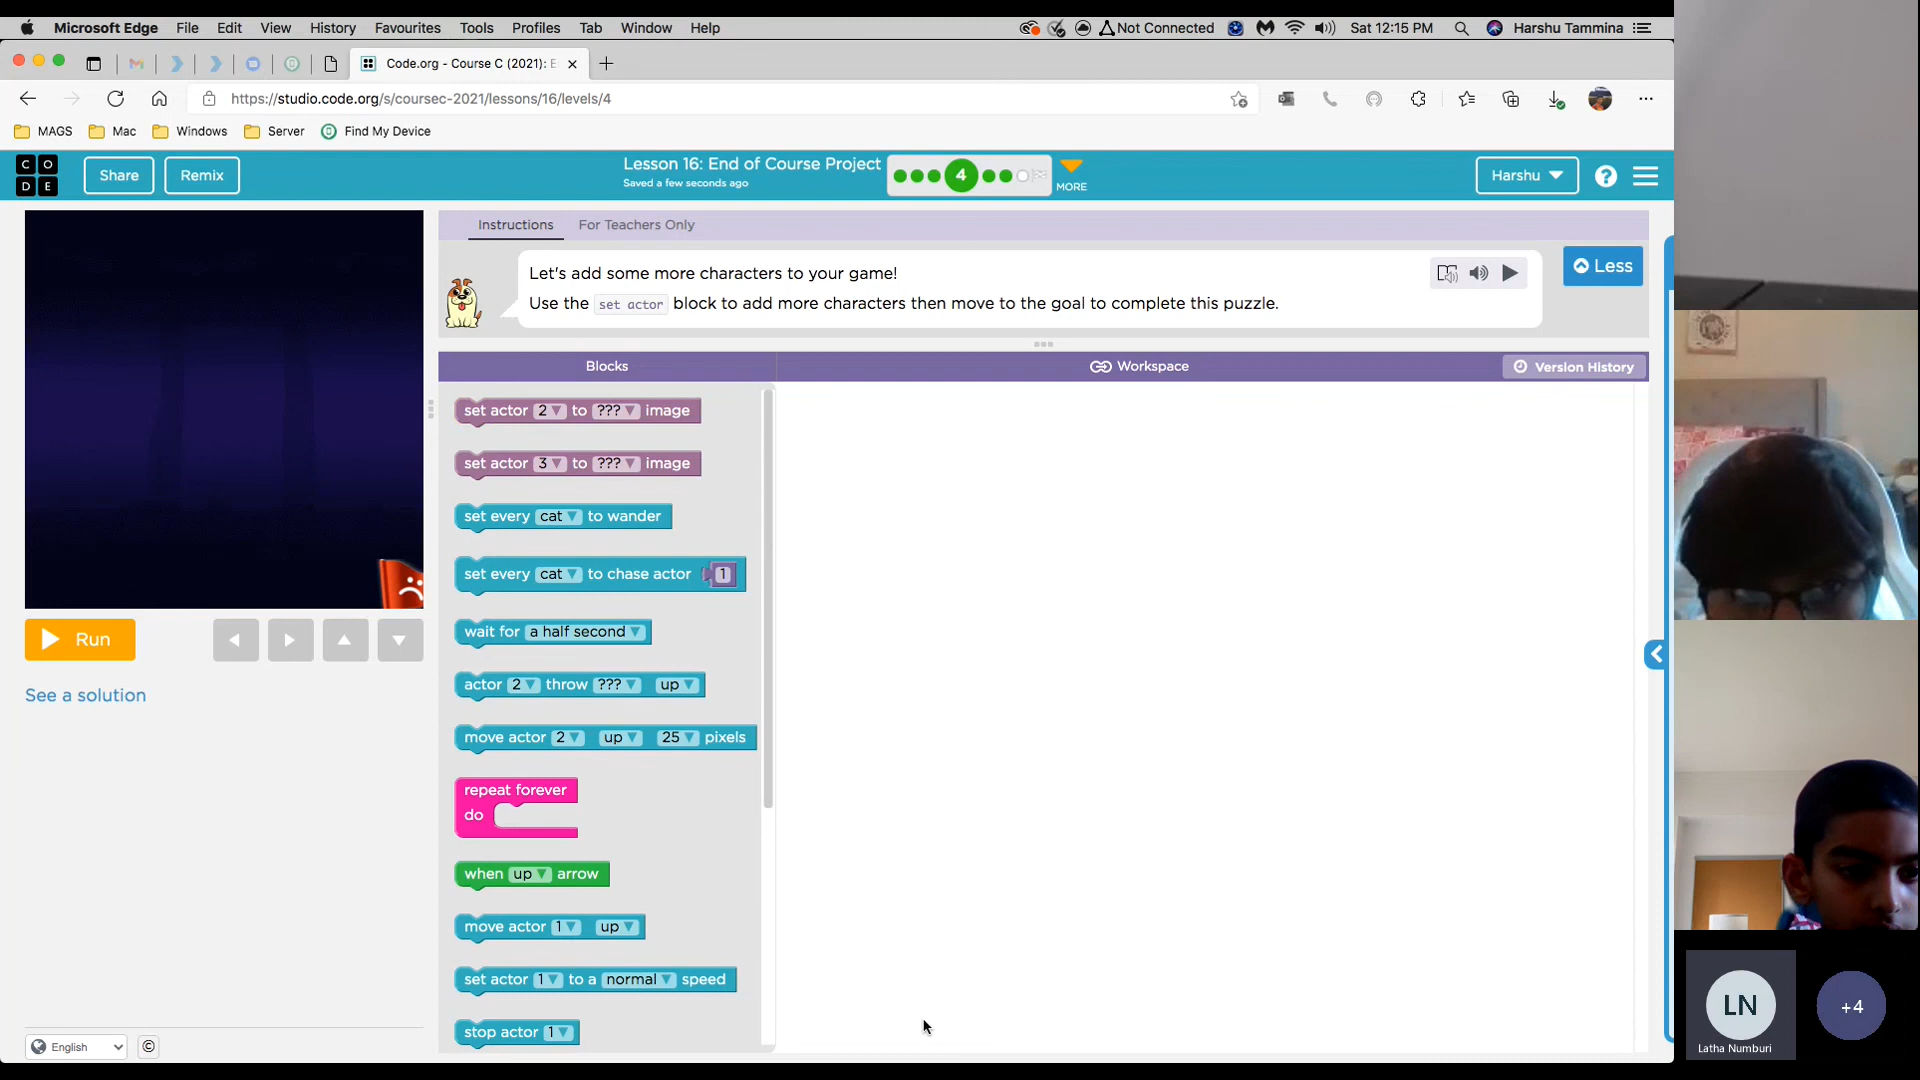 Microsoft Edge File Edit View History Favourites Tools Profiles Tab Window Help Not Connected Sat 12:15 PM Harshu Tammina
Code.org - Course C (2021): E
https://studio.code.org/s/coursec-2021/lessons/16/levels/4
MAGS Mac Windows Server Find My Device
C O D E
Share Remix
Lesson 16: End of Course Project
Saved a few seconds ago
4
MORE
Harshu
Instructions For Teachers Only
Let's add some more characters to your game!
Use the set actor block to add more characters then move to the goal to complete this puzzle.
Less
Blocks Workspace Version History
set actor 2 to ??? image
set actor 3 to ??? image
set every cat to wander
set every cat to chase actor 1
wait for a half second
actor 2 throw ??? up
move actor 2 up 25 pixels
repeat forever
do
when up arrow
move actor 1 up
set actor 1 to a normal speed
stop actor 1
Run
See a solution
English ©
LN
Latha Numburi
+4